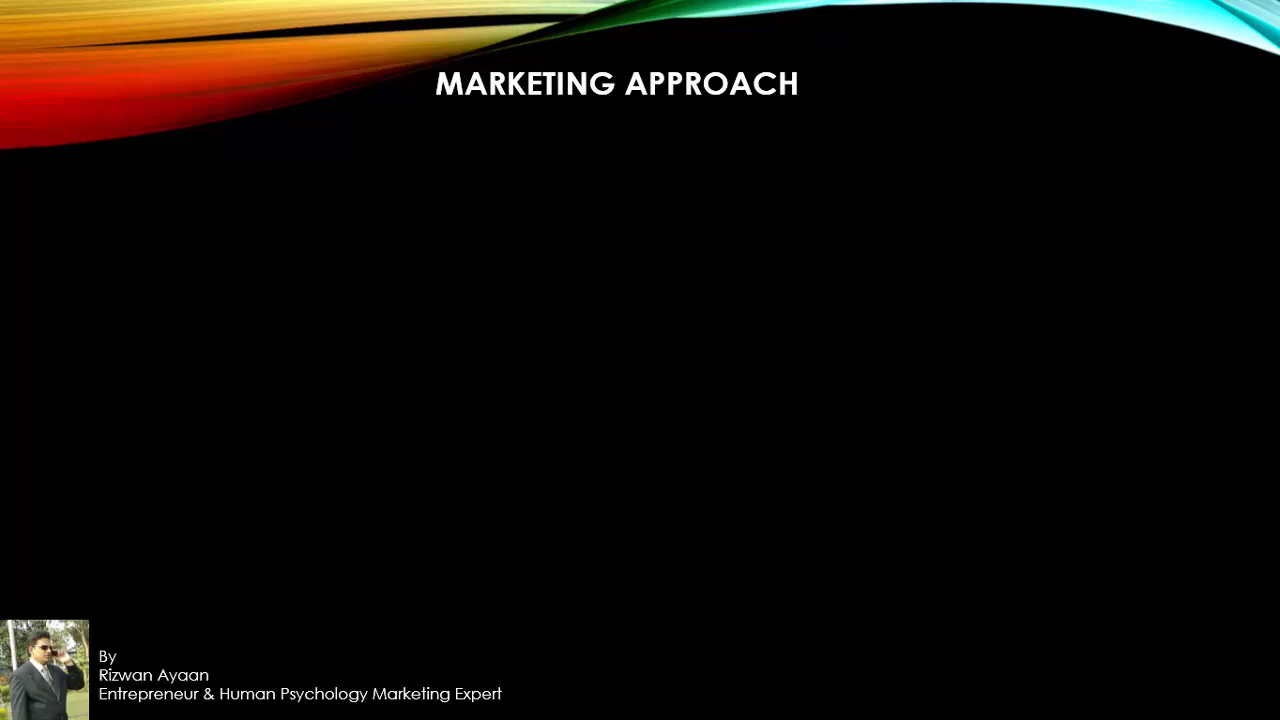 MARKETING APPROACH
By
Rizwan Ayaan
Entrepreneur & Human Psychology Marketing Expert